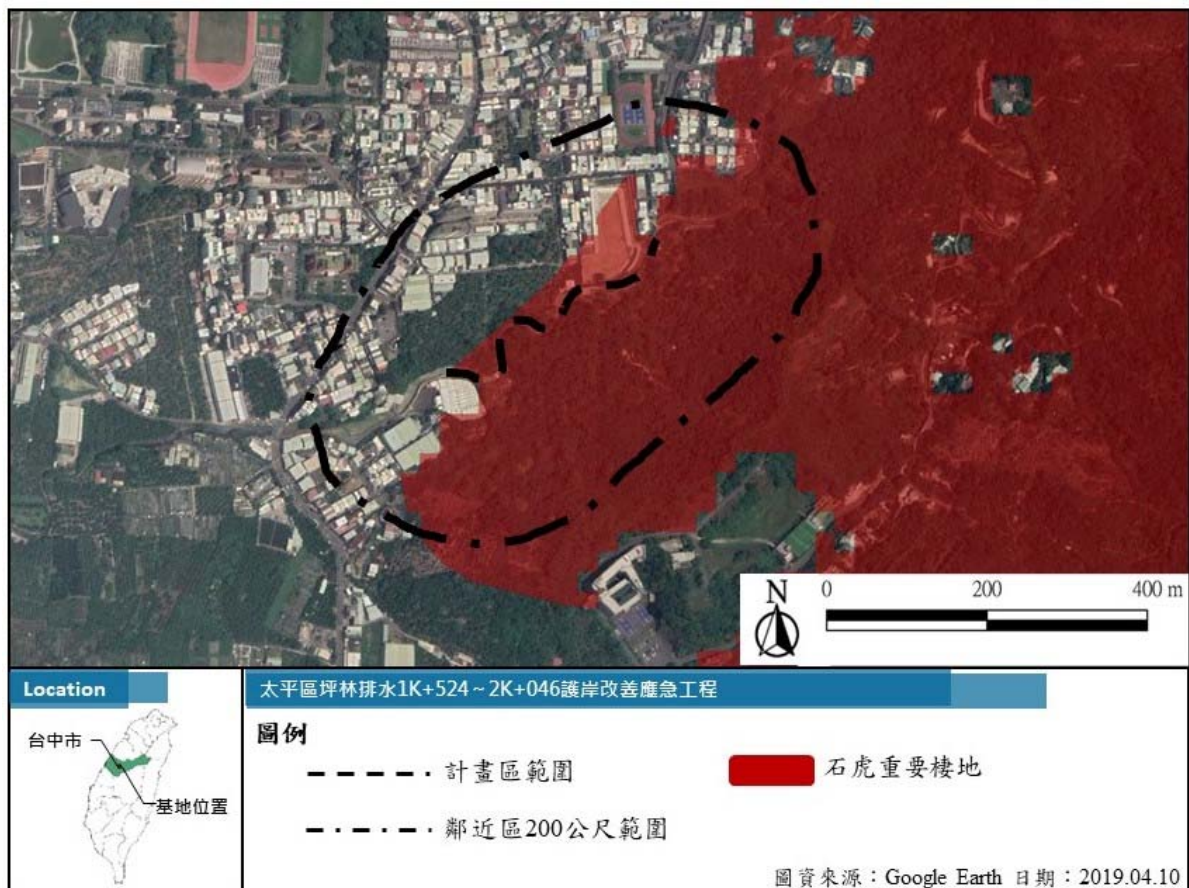 N
0 200 400 m
Location
台中市
基地位置
太平區坪林排水1K+524~2K+046護岸改善應急工程
圖例
計畫區範圍
石虎重要棲地
鄰近區200公尺範圍
圖資來源:Google Earth 日期:2019.04.10